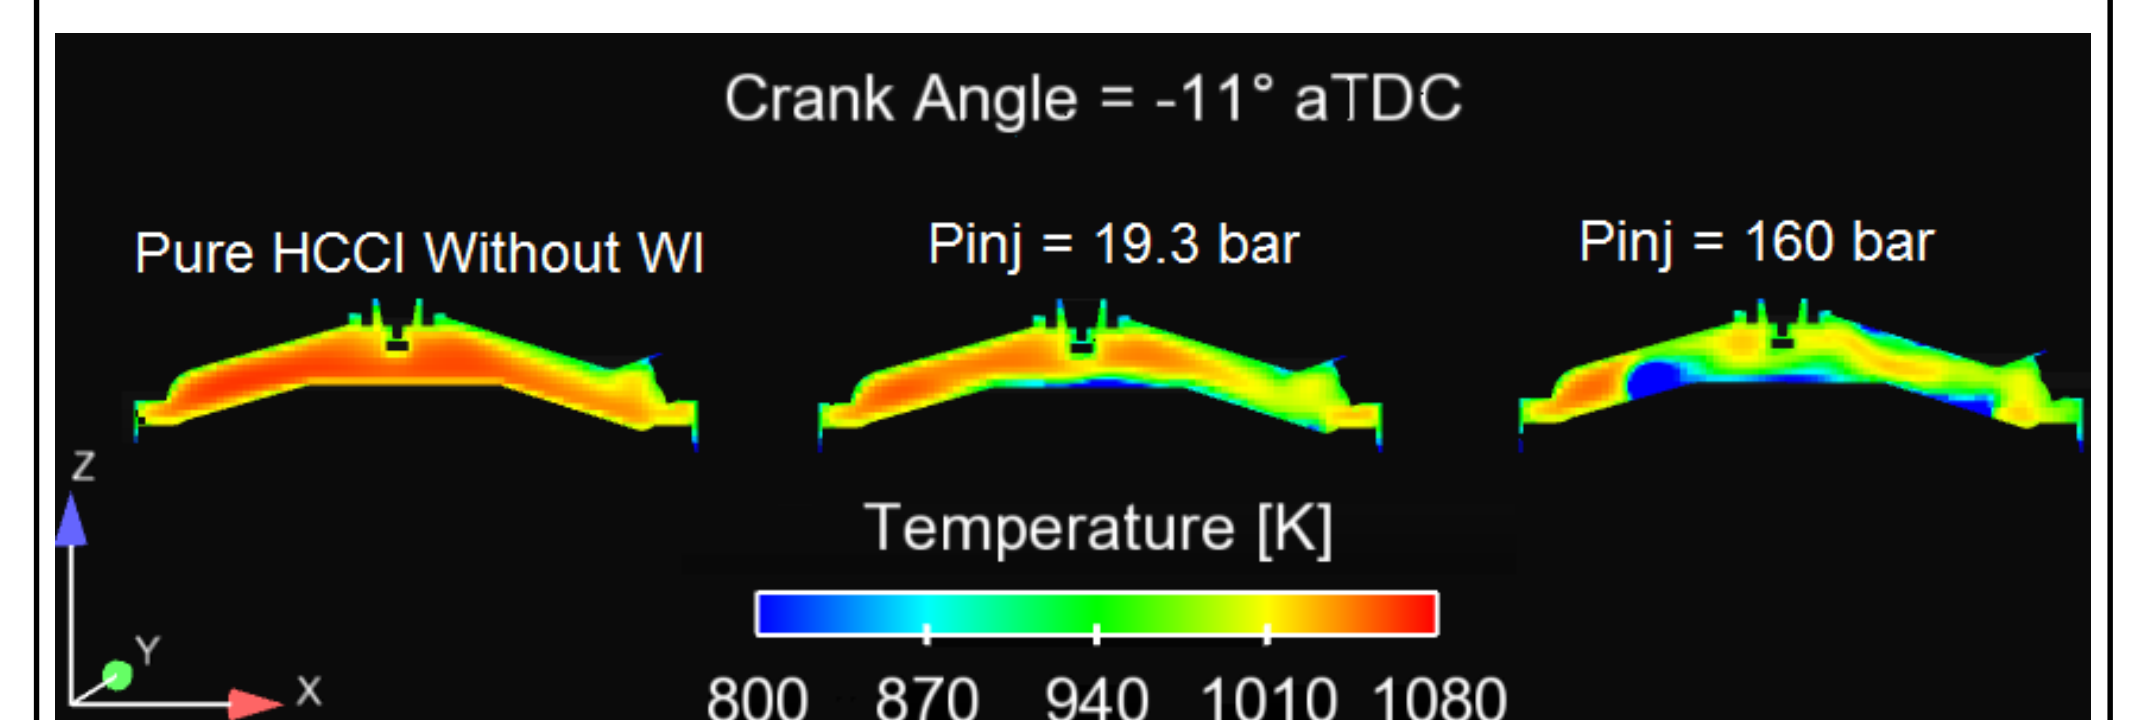 Crank Angle = -11° aTDC
Pure HCCI Without WI
Pinj = 19.3 bar
Pinj = 160 bar
Z
Y
X
Temperature [K]
800 870 940 1010 1080